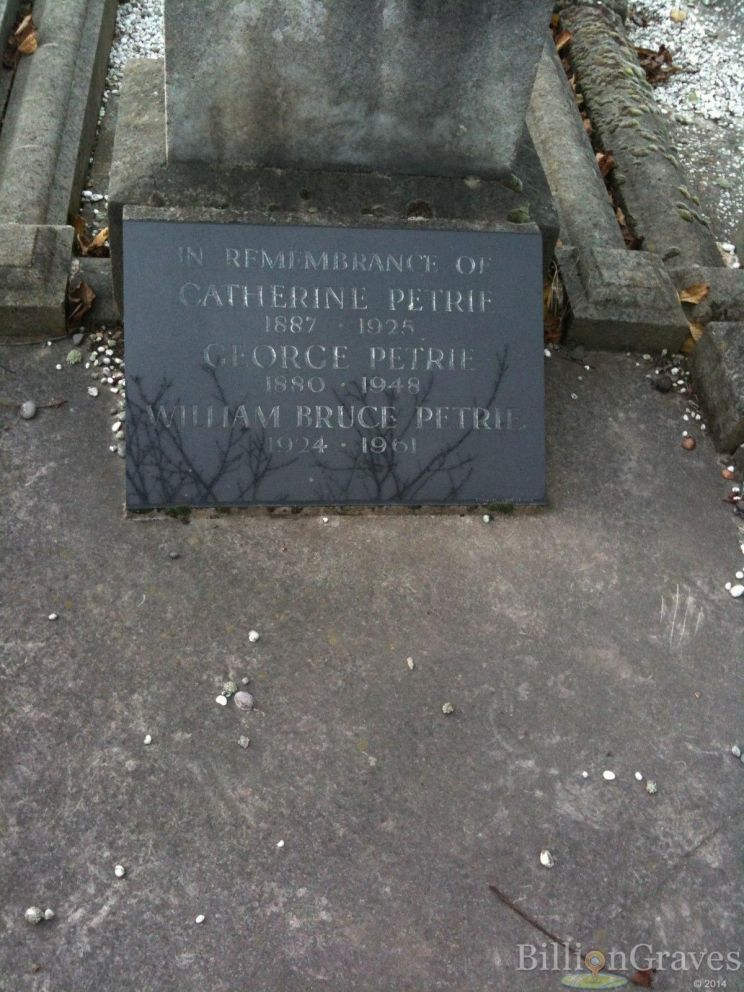 IN REMEMBRANCE OF
CATHERINE PETRIE
1887 · 1925
GEORGE PETRIE
1880 · 1948
WILLIAM BRUCE PETRIE
1924 · 1961
BillionGraves
© 2014